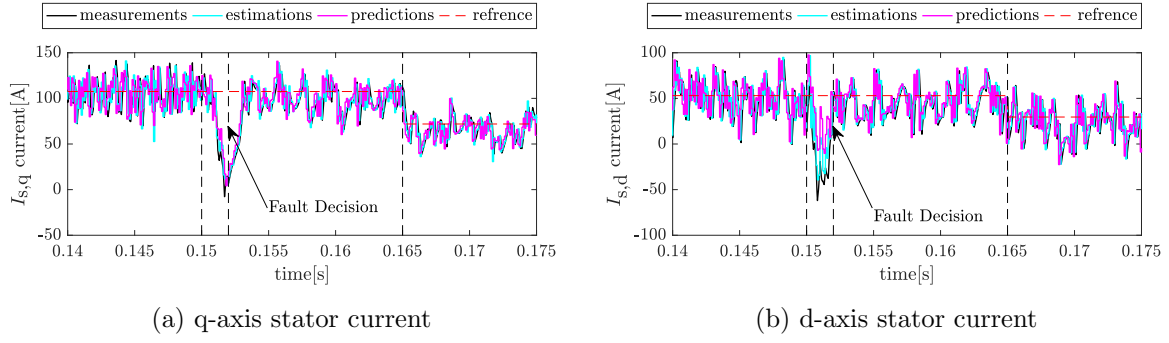 measurements estimations predictions refrence
150
100
50
0
-50
I_{s,q} current[A]
Fault Decision
0.14 0.145 0.15 0.155 0.16 0.165 0.17 0.175
time[s]
(a) q-axis stator current
measurements estimations predictions refrence
100
50
0
-50
-100
I_{s,d} current[A]
Fault Decision
0.14 0.145 0.15 0.155 0.16 0.165 0.17 0.175
time[s]
(b) d-axis stator current